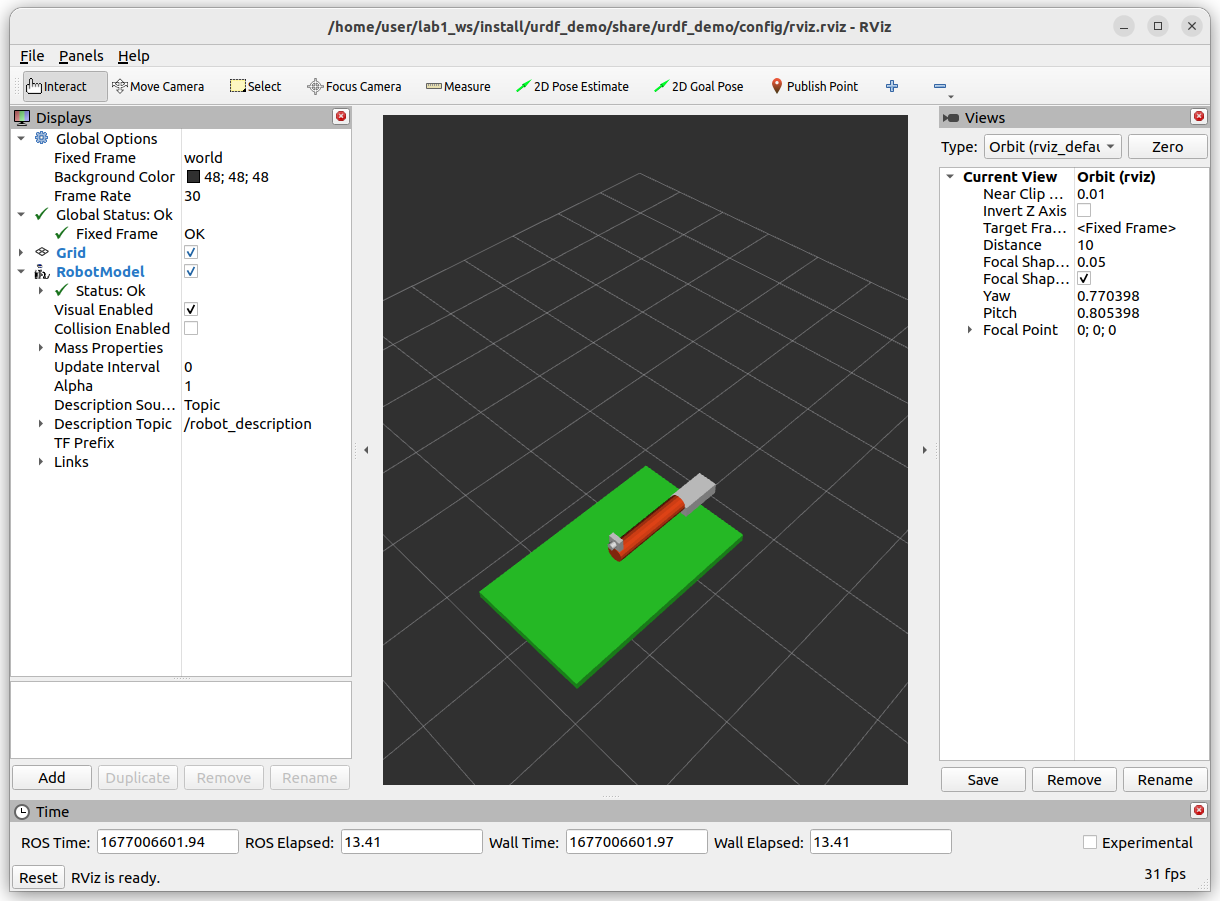 /home/user/lab1_ws/install/urdf_demo/share/urdf_demo/config/rviz.rviz - RViz
File Panels Help
Interact Move Camera Select Focus Camera Measure 2D Pose Estimate 2D Goal Pose Publish Point
Displays
Global Options
Fixed Frame world
Background Color 48; 48; 48
Frame Rate 30
Global Status: Ok
Fixed Frame OK
Grid
RobotModel
Status: Ok
Visual Enabled
Collision Enabled
Mass Properties
Update Interval 0
Alpha 1
Description Sou... Topic
Description Topic /robot_description
TF Prefix
Links
Add Duplicate Remove Rename
Views
Type: Orbit (rviz_defau Zero
Current View Orbit (rviz)
Near Clip ... 0.01
Invert Z Axis
Target Fra... <Fixed Frame>
Distance 10
Focal Shap... 0.05
Focal Shap...
Yaw 0.770398
Pitch 0.805398
Focal Point 0; 0; 0
Save Remove Rename
Time
ROS Time: 1677006601.94 ROS Elapsed: 13.41 Wall Time: 1677006601.97 Wall Elapsed: 13.41 Experimental
Reset RViz is ready. 31 fps